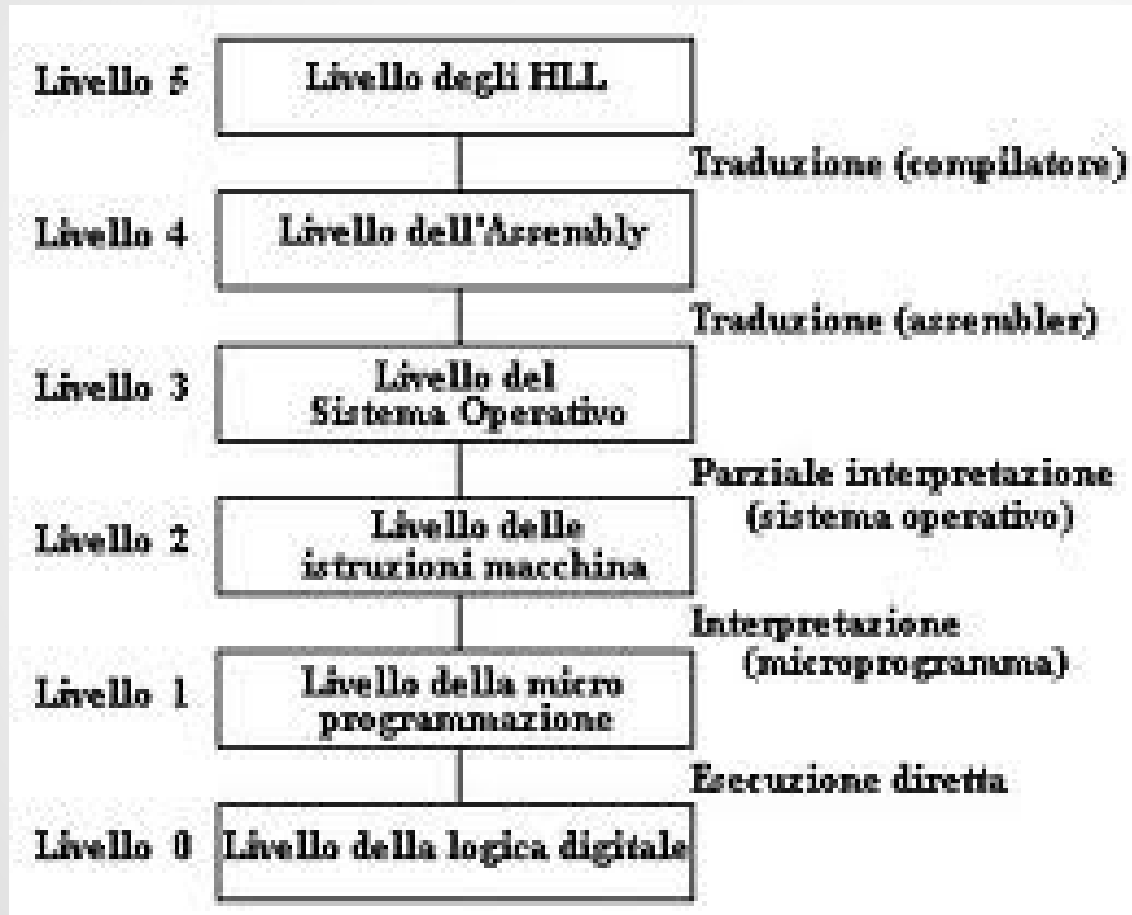 Livello 5
Livello degli HLL
Traduzione (compilatore)
Livello 4
Livello dell'Assembly
Traduzione (assembler)
Livello 3
Livello del
Sistema Operativo
Parziale interpretazione
(sistema operativo)
Livello 2
Livello delle
istruzioni macchina
Interpretazione
(microprogramma)
Livello 1
Livello della micro
programmazione
Esecuzione diretta
Livello 0
Livello della logica digitale